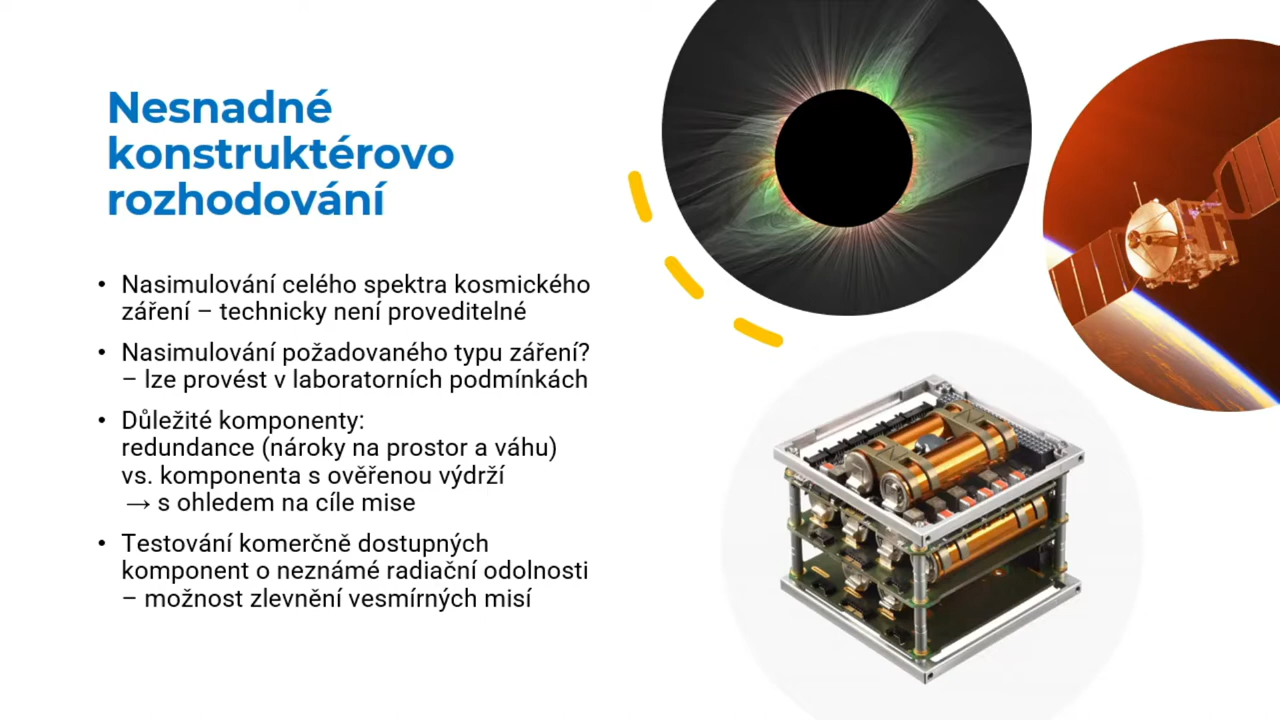 Nesnadné
konstruktérovo
rozhodování
• Nasimulování celého spektra kosmického
záření – technicky není proveditelné
• Nasimulování požadovaného typu záření?
– lze provést v laboratorních podmínkách
• Důležité komponenty:
redundance (nároky na prostor a váhu)
vs. komponenta s ověřenou výdrží
→ s ohledem na cíle mise
• Testování komerčně dostupných
komponent o neznámé radiační odolnosti
– možnost zlevnění vesmírných misí